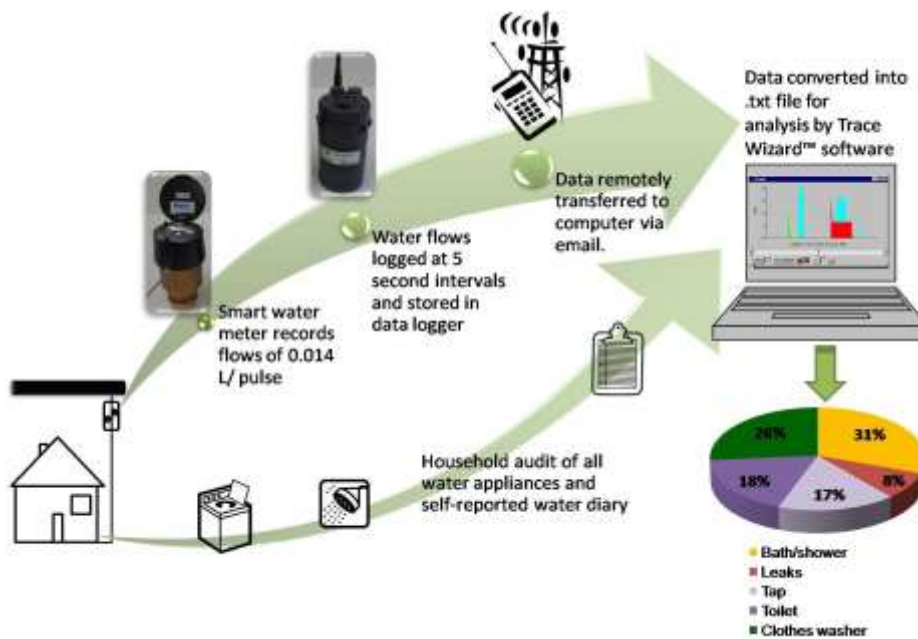 Data converted into
.txt file for
analysis by Trace
Wizard™ software
Data remotely
transferred to
computer via
email.
Water flows
logged at 5
second intervals
and stored in
data logger
Smart water
meter records
flows of 0.014
L/ pulse
Household audit of all
water appliances and
self-reported water diary
26%
31%
18%
17%
8%
Bath/shower
Leaks
Tap
Toilet
Clothes washer